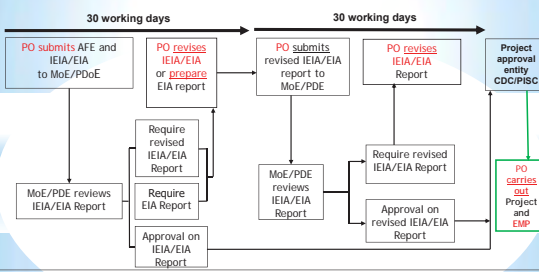 30 working days
30 working days
PO submits AFE and
IEIA/EIA
to MoE/PDoE
PO revises
IEIA/EIA
or prepare
EIA report
PO submits
revised IEIA/EIA
report to
MoE/PDE
PO revises
IEIA/EIA
Report
Project
approval
entity
CDC/PISC
Require
revised
IEIA/EIA
Report
Require
EIA Report
MoE/PDE reviews
IEIA/EIA Report
Approval on
IEIA/EIA
Report
MoE/PDE
reviews
IEIA/EIA
Report
Require revised
IEIA/EIA Report
Approval on
revised IEIA/EIA
Report
PO
carries
out
Project
and
EMP